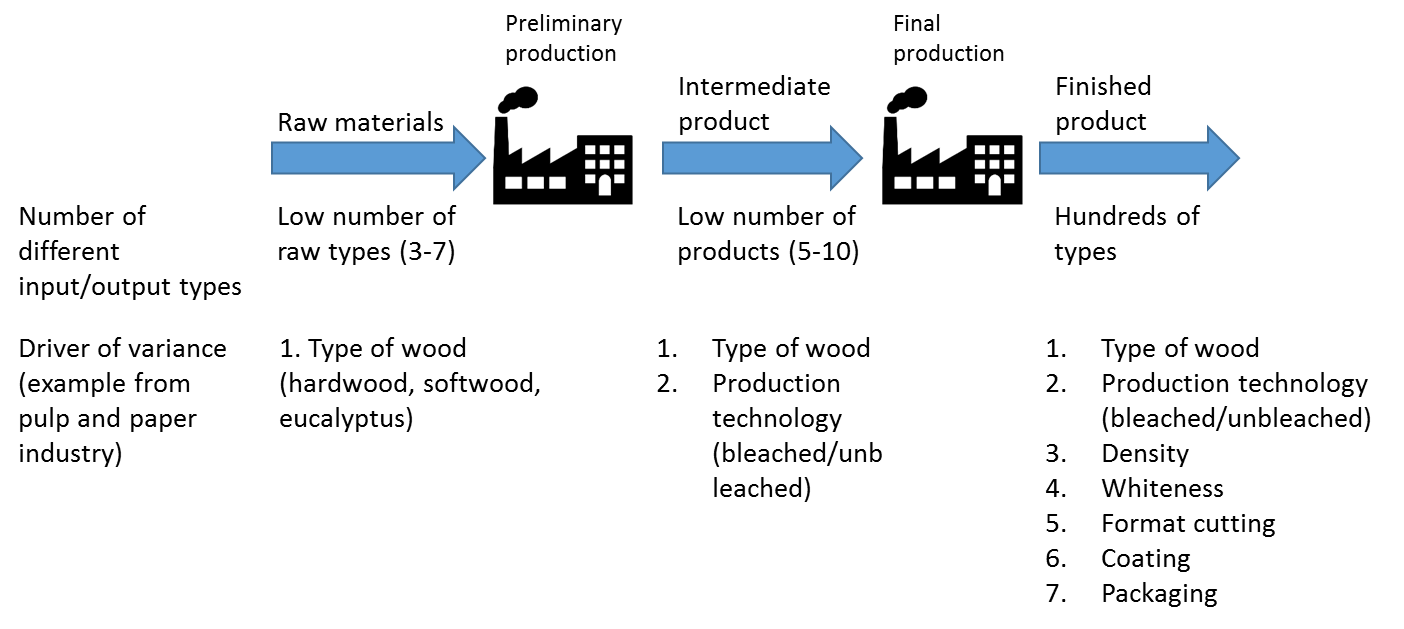 Preliminary
production
Final
production
Raw materials
Intermediate
product
Finished
product
Number of
different
input/output types
Low number of
raw types (3-7)
Low number of
products (5-10)
Hundreds of
types
Driver of variance
(example from
pulp and paper
industry)
1. Type of wood
(hardwood, softwood,
eucalyptus)
1. Type of wood
2. Production
technology
(bleached/unb
leached)
1. Type of wood
2. Production technology
(bleached/unbleached)
3. Density
4. Whiteness
5. Format cutting
6. Coating
7. Packaging